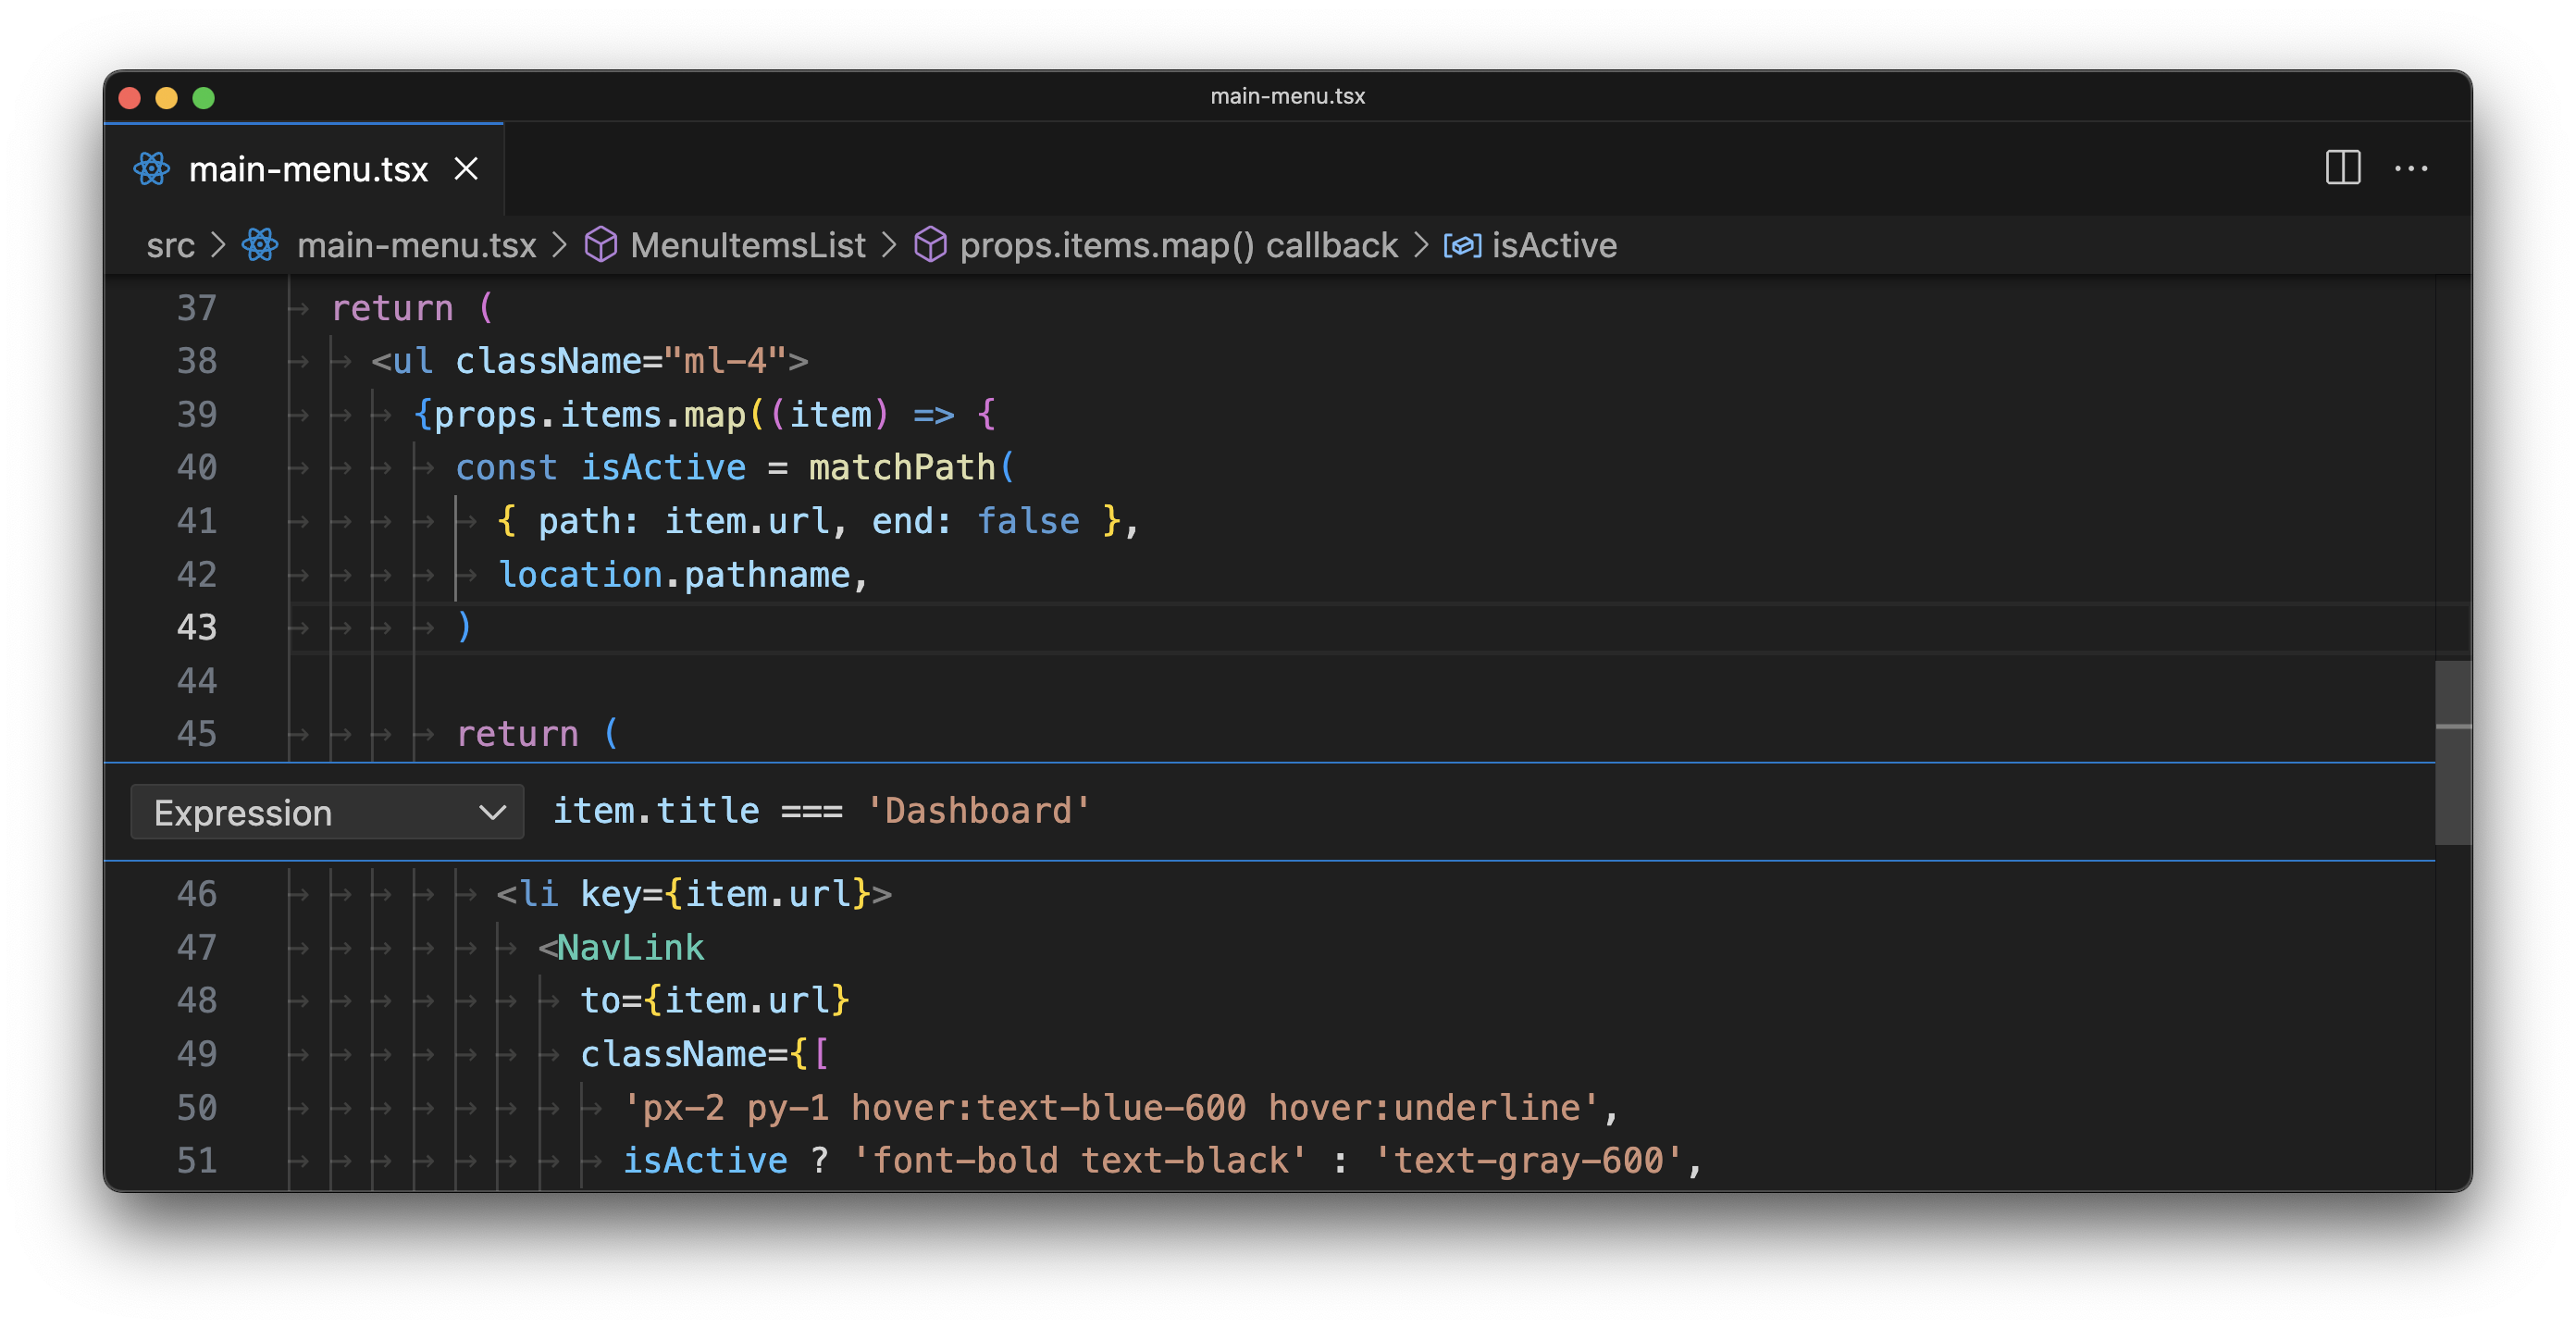 main-menu.tsx
main-menu.tsx
src > main-menu.tsx > MenuItemsList > props.items.map() callback > isActive
37 return (
38 <ul className="ml-4">
39 {props.items.map((item) => {
40 const isActive = matchPath(
41 { path: item.url, end: false },
42 location.pathname,
43 )
44
45 return (
Expression item.title === 'Dashboard'
46 <li key={item.url}>
47 <NavLink
48 to={item.url}
49 className={[
50 'px-2 py-1 hover:text-blue-600 hover:underline',
51 isActive ? 'font-bold text-black' : 'text-gray-600',